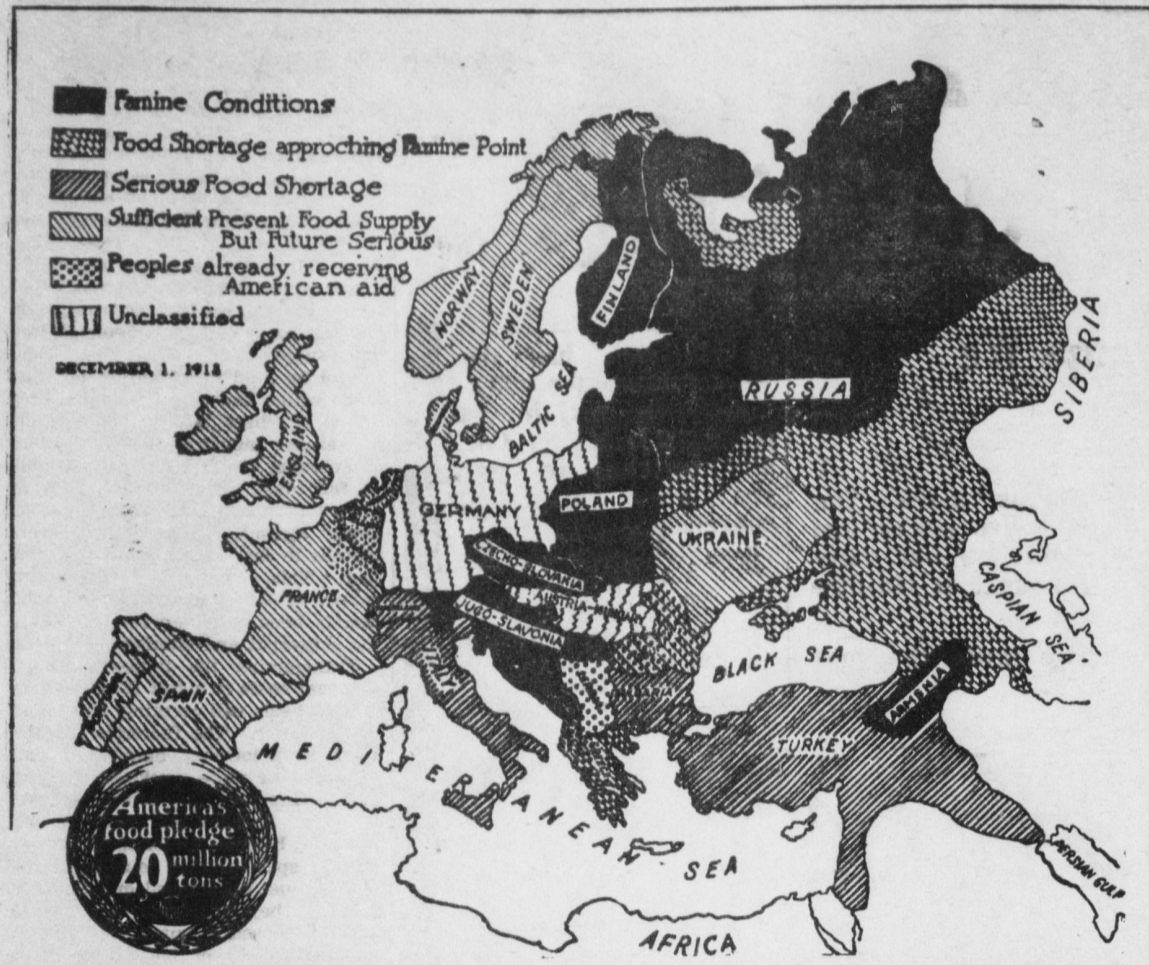 Famine Conditions
Food Shortage approching Famine Point
Serious Food Shortage
Sufficient Present Food Supply
But Future Serious
Peoples already receiving
American aid
Unclassified
DECEMBER 1, 1918
NORWAY
SWEDEN
FINLAND
RUSSIA
SIBERIA
BALTIC SEA
ENGLAND
GERMANY
POLAND
UKRAINE
CZECHO-SLOVAKIA
AUSTRIA-HUNGARY
JUGO-SLAVONIA
FRANCE
CASPIAN SEA
BLACK SEA
SPAIN
ITALY
BULGARIA
ARMENIA
TURKEY
MEDITERRANEAN SEA
America's
food pledge
20 million
tons
PERSIAN GULF
AFRICA